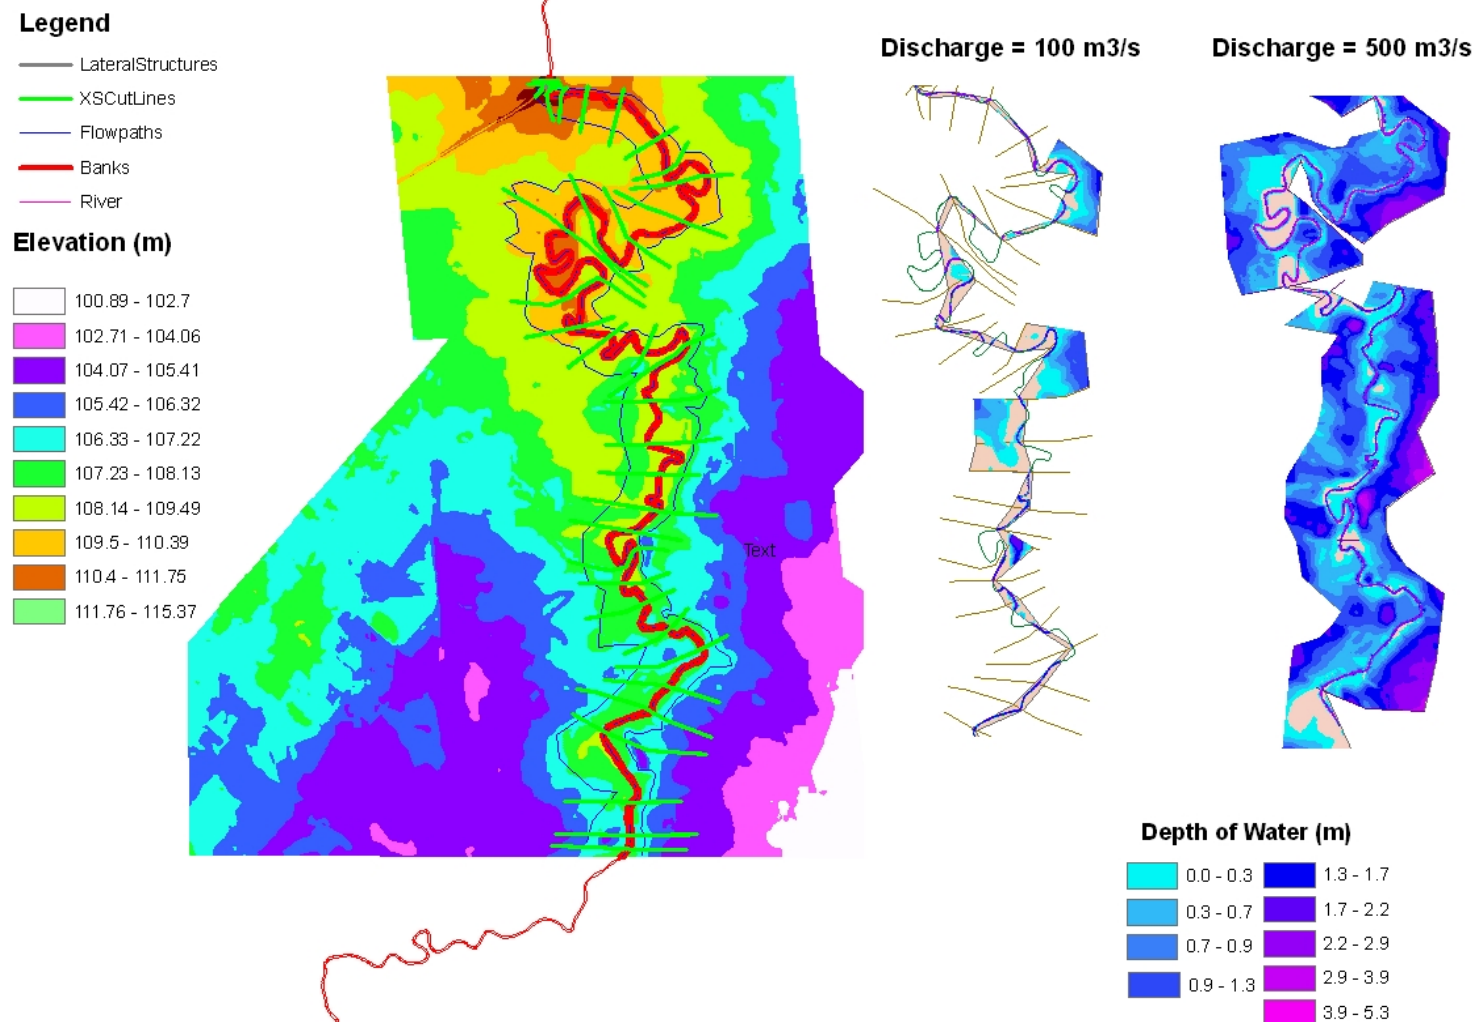 Legend
LateralStructures
XSCutLines
Flowpaths
Banks
River
Elevation (m)
100.89 - 102.7
102.71 - 104.06
104.07 - 105.41
105.42 - 106.32
106.33 - 107.22
107.23 - 108.13
108.14 - 109.49
109.5 - 110.39
110.4 - 111.75
111.76 - 115.37
Text
Discharge = 100 m3/s
Discharge = 500 m3/s
Depth of Water (m)
0.0 - 0.3
0.3 - 0.7
0.7 - 0.9
0.9 - 1.3
1.3 - 1.7
1.7 - 2.2
2.2 - 2.9
2.9 - 3.9
3.9 - 5.3